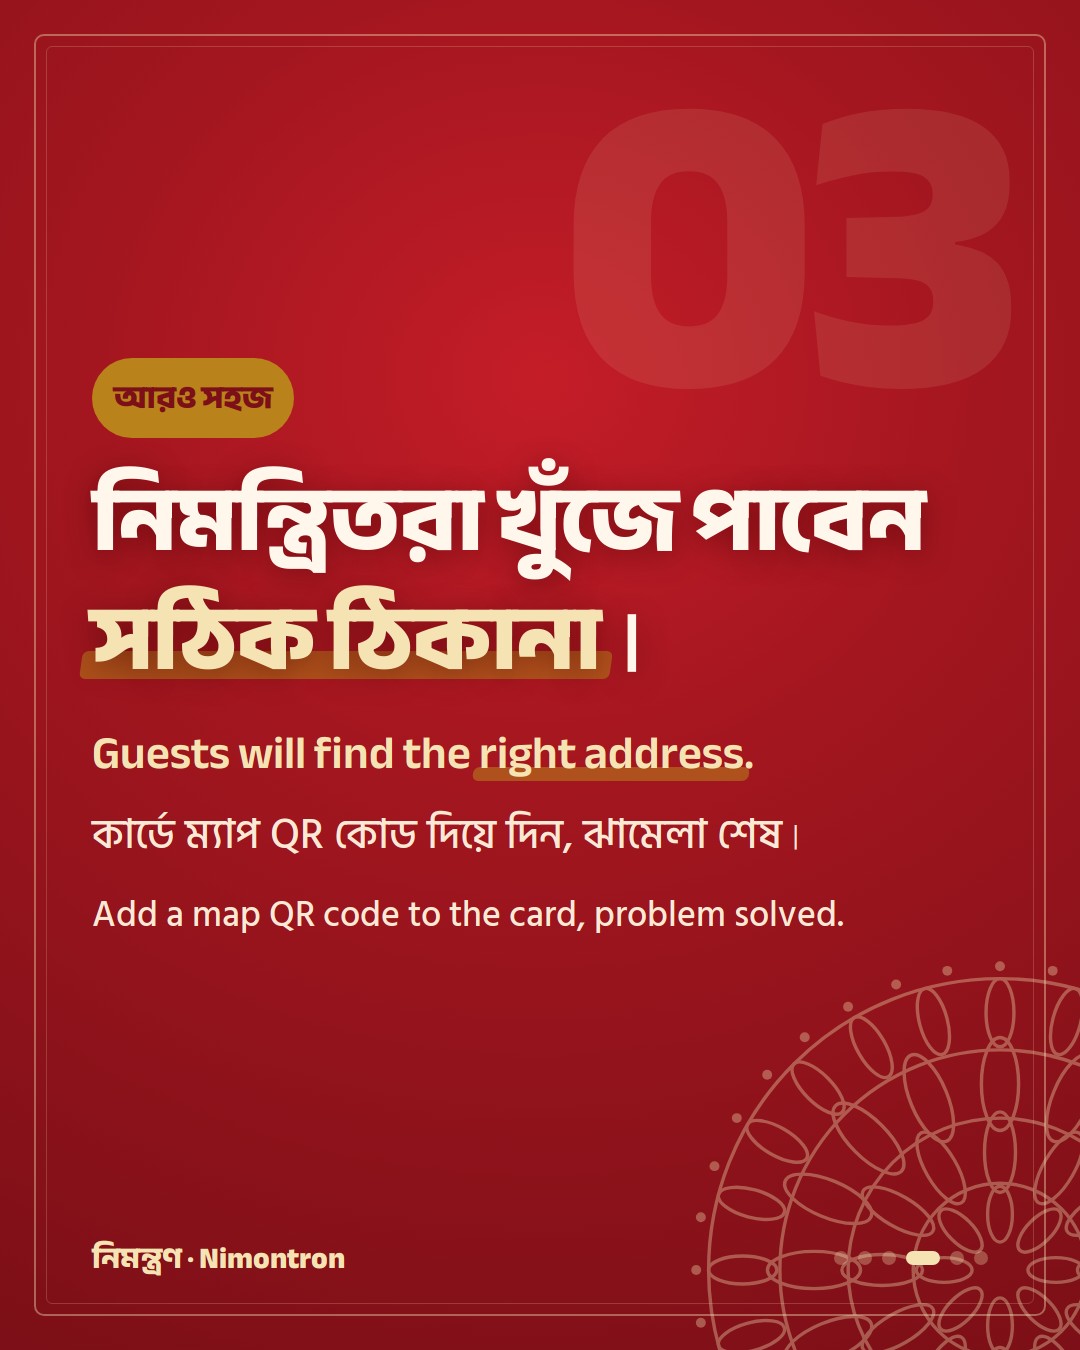 03
আরও সহজ
নিমন্ত্রিতরা খুঁজে পাবেন
সঠিক ঠিকানা।
Guests will find the right address.
কার্ডে ম্যাপ QR কোড দিয়ে দিন, ঝামেলা শেষ।
Add a map QR code to the card, problem solved.
নিমন্ত্রণ · Nimontron